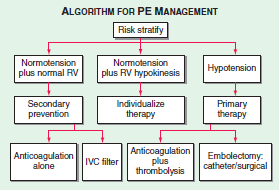 ALGORITHM FOR PE MANAGEMENT
Risk stratify
Normotension
plus normal RV
Normotension
plus RV hypokinesis
Hypotension
Secondary
prevention
Individualize
therapy
Primary
therapy
Anticoagulation
alone
IVC filter
Anticoagulation
plus
thrombolysis
Embolectomy:
catheter/surgical